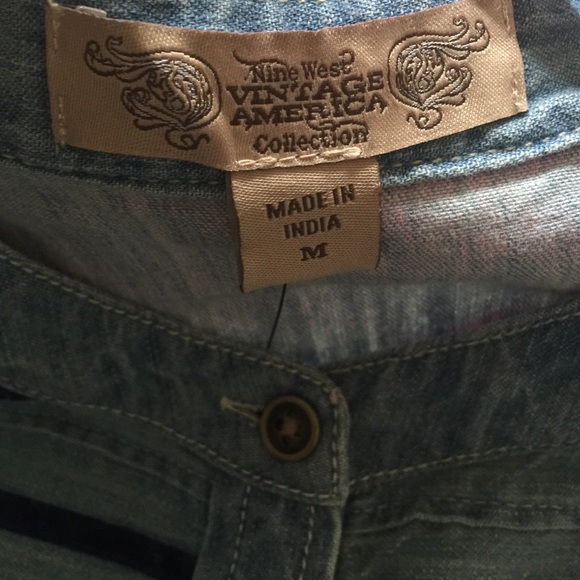 Nine West
VINTAGE
AMERICA
Collection
MADE IN
INDIA
M